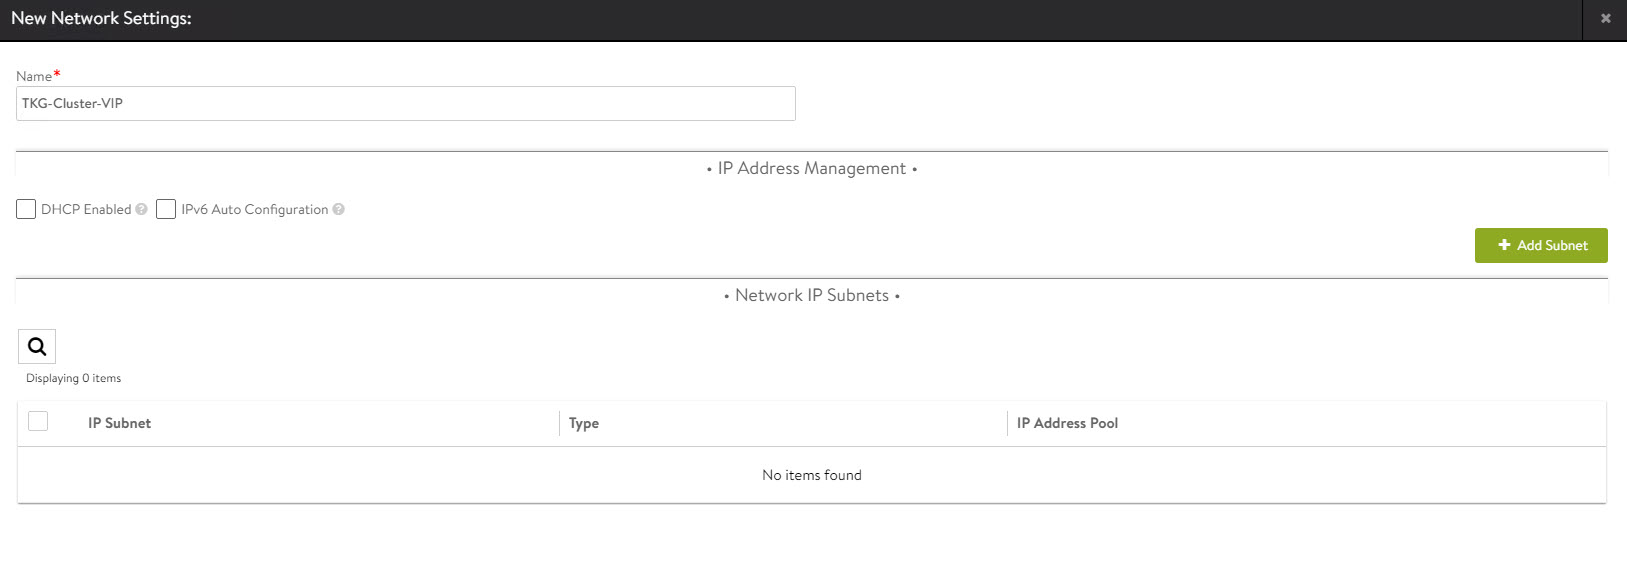 New Network Settings:
Name*
TKG-Cluster-VIP
• IP Address Management •
DHCP Enabled ? IPv6 Auto Configuration ?
+ Add Subnet
• Network IP Subnets •
Displaying 0 items
IP Subnet Type IP Address Pool
No items found